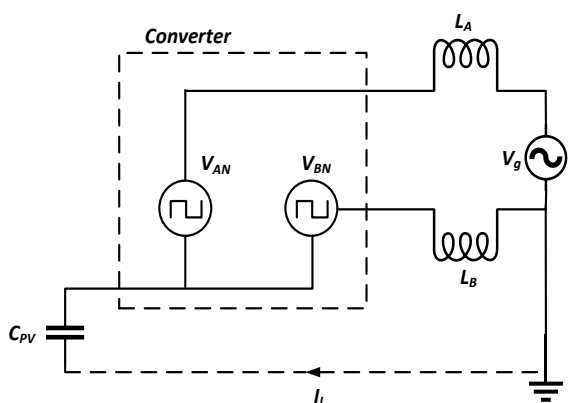 Converter
L_A
V_AN
V_BN
V_g
L_B
C_PV
I_L